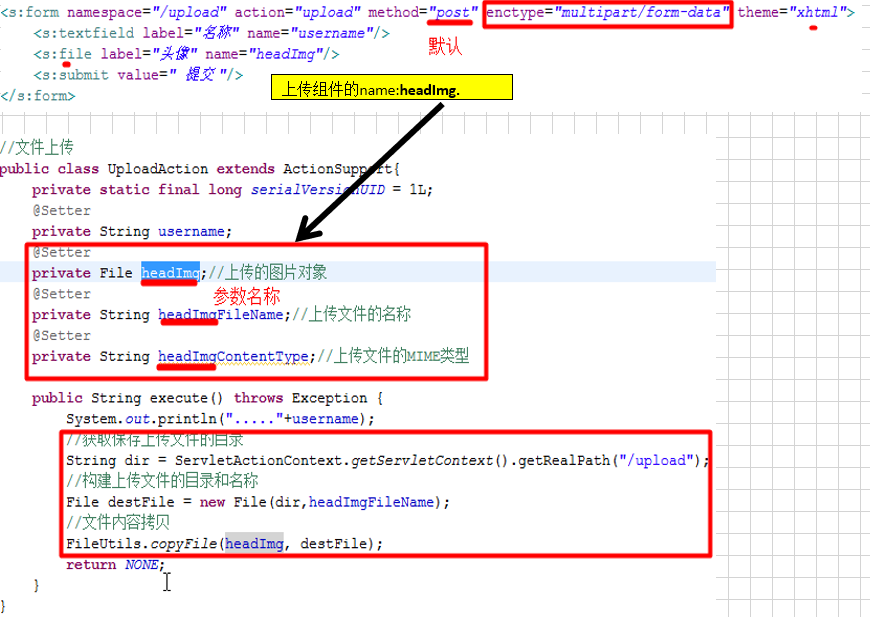 <s:form namespace="/upload" action="upload" method="post" enctype="multipart/form-data" theme="xhtml">
<s:textfield label="名称" name="username"/>
默认
<s:file label="头像" name="headImg"/>
<s:submit value=" 提交 "/>
上传组件的name:headImg.
</s:form>
//文件上传
public class UploadAction extends ActionSupport{
private static final long serialVersionUID = 1L;
@Setter
private String username;
@Setter
private File headImg;//上传的图片对象
@Setter
参数名称
private String headImgFileName;//上传文件的名称
@Setter
private String headImgContentType;//上传文件的MIME类型
public String execute() throws Exception {
System.out.println("....."+username);
//获取保存上传文件的目录
String dir = ServletActionContext.getServletContext().getRealPath("/upload");
//构建上传文件的目录和名称
File destFile = new File(dir,headImgFileName);
//文件内容拷贝
FileUtils.copyFile(headImg, destFile);
return NONE;
}
}